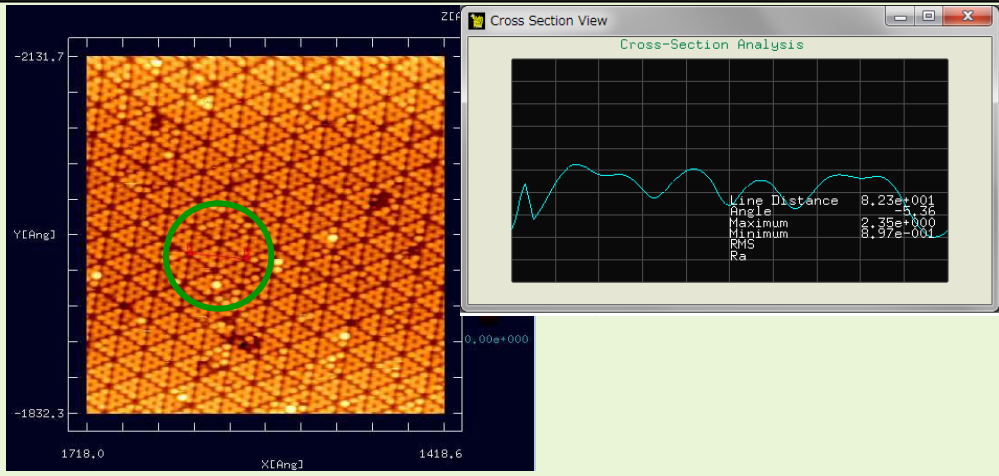 Z[A
Cross Section View
Cross-Section Analysis
-2131.7
Y[Ang]
-1832.3
1718.0
1418.6
X[Ang]
Line Distance 8.23e+001
Angle -5.36
Maximum 2.35e+000
Minimum 8.97e-001
RMS
Ra
0.00e+000